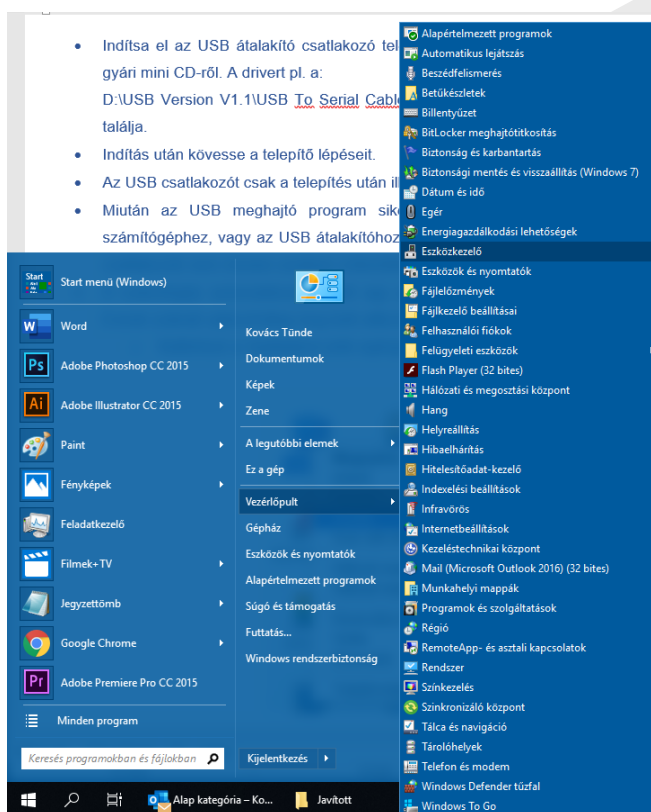 Indítsa el az USB átalakító csatlakozó tel
gyári mini CD-ről. A drivert pl. a:
D:\USB Version V1.1\USB To Serial Cabl
találja.
Indítás után kövesse a telepítő lépéseit.
Az USB csatlakozót csak a telepítés után il
Miután az USB meghajtó program sik
számítógéphez, vagy az USB átalakítóhoz
Start
Start menü (Windows)
Word
Ps
Adobe Photoshop CC 2015
Ai
Adobe Illustrator CC 2015
Paint
Fényképek
Feladatkezelő
Filmek+TV
Jegyzettömb
Google Chrome
Pr
Adobe Premiere Pro CC 2015
Minden program
Keresés programokban és fájlokban
Kovács Tünde
Dokumentumok
Képek
Zene
A legutóbbi elemek
Ez a gép
Vezérlőpult
Gépház
Eszközök és nyomtatók
Alapértelmezett programok
Súgó és támogatás
Futtatás...
Windows rendszerbiztonság
Kijelentkezés
Alapértelmezett programok
Automatikus lejátszás
Beszédfelismerés
Betűkészletek
Billentyűzet
BitLocker meghajtótitkosítás
Biztonság és karbantartás
Biztonsági mentés és visszaállítás (Windows 7)
Dátum és idő
Egér
Energiagazdálkodási lehetőségek
Eszközkezelő
Eszközök és nyomtatók
Fájlelőzmények
Fájlkezelő beállításai
Felhasználói fiókok
Felügyeleti eszközök
Flash Player (32 bites)
Hálózati és megosztási központ
Hang
Helyreállítás
Hibaelhárítás
Hitelesítőadat-kezelő
Indexelési beállítások
Infravörös
Internetbeállítások
Kezeléstechnikai központ
Mail (Microsoft Outlook 2016) (32 bites)
Munkahelyi mappák
Programok és szolgáltatások
Régió
RemoteApp- és asztali kapcsolatok
Rendszer
Színkezelés
Szinkronizáló központ
Tálca és navigáció
Tárolóhelyek
Telefon és modem
Windows Defender tűzfal
Windows To Go
Alap kategória – Ko...
Javított